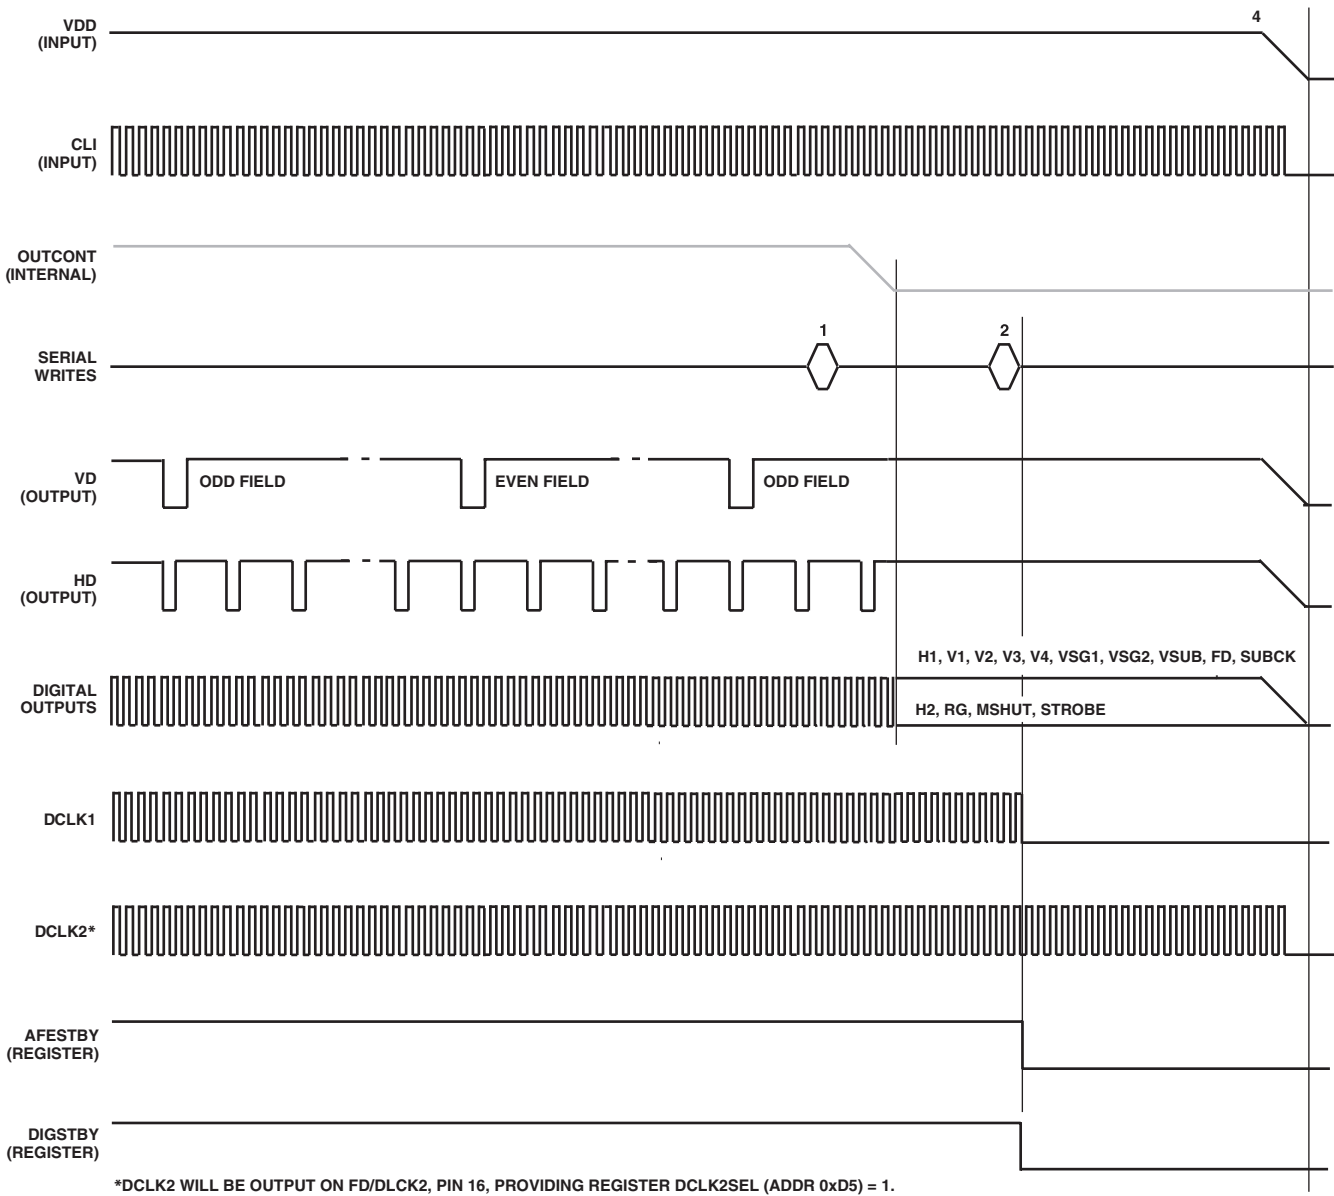 4
VDD
(INPUT)
CLI
(INPUT)
OUTCONT
(INTERNAL)
1
2
SERIAL
WRITES
VD
(OUTPUT)
ODD FIELD
EVEN FIELD
ODD FIELD
HD
(OUTPUT)
H1, V1, V2, V3, V4, VSG1, VSG2, VSUB, FD, SUBCK
DIGITAL
OUTPUTS
H2, RG, MSHUT, STROBE
DCLK1
DCLK2*
AFESTBY
(REGISTER)
DIGSTBY
(REGISTER)
*DCLK2 WILL BE OUTPUT ON FD/DLCK2, PIN 16, PROVIDING REGISTER DCLK2SEL (ADDR 0xD5) = 1.